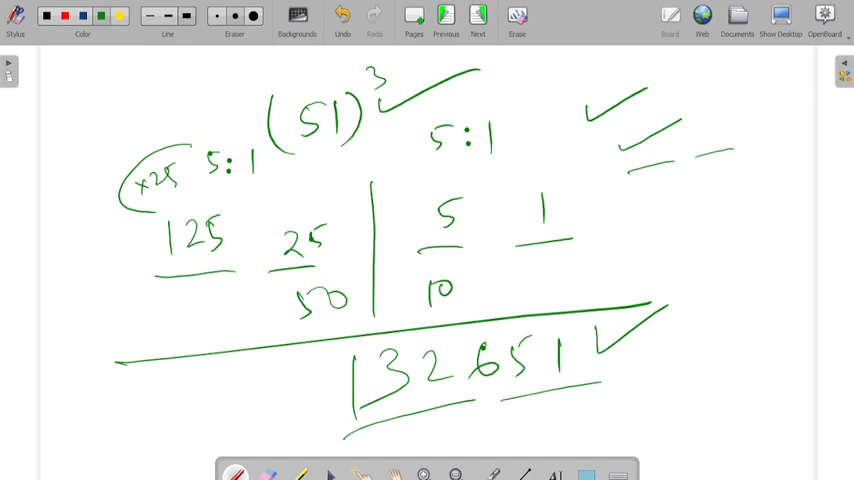 Stylus Color Line Eraser Backgrounds Undo Redo Pages Previous Next Erase Board Web Documents Show Desktop OpenBoard
(51)³
×25 5:1 5:1
125 25 | 5 1
50 10
132651